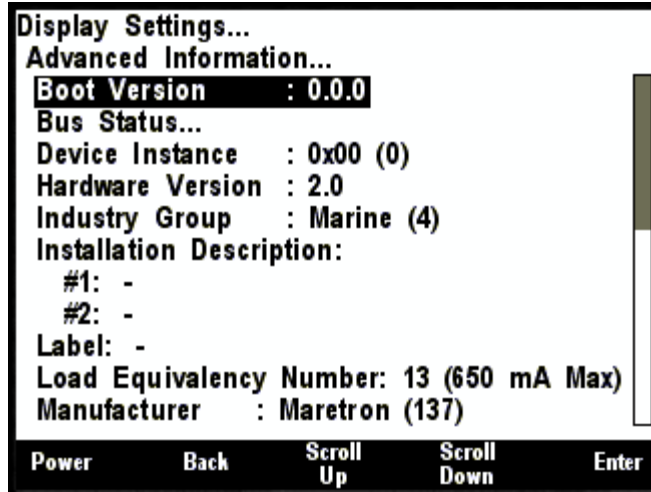 Display Settings...
Advanced Information...
Boot Version : 0.0.0
Bus Status...
Device Instance : 0x00 (0)
Hardware Version : 2.0
Industry Group : Marine (4)
Installation Description:
#1: -
#2: -
Label: -
Load Equivalency Number: 13 (650 mA Max)
Manufacturer : Maretron (137)
Power Back Scroll Up Scroll Down Enter